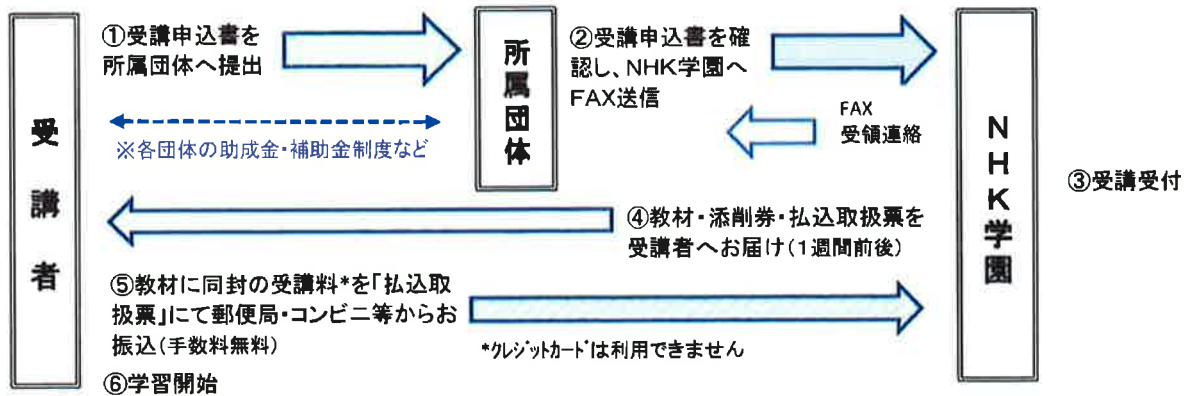 受講者
①受講申込書を
所属団体へ提出
※各団体の助成金・補助金制度など
所属団体
②受講申込書を確
認し、NHK学園へ
FAX送信
FAX
受領連絡
NHK学園
③受講受付
④教材・添削券・払込取扱票を
受講者へお届け(1週間前後)
⑤教材に同封の受講料*を「払込取
扱票」にて郵便局・コンビニ等からお
振込(手数料無料)
*クレジットカードは利用できません
⑥学習開始